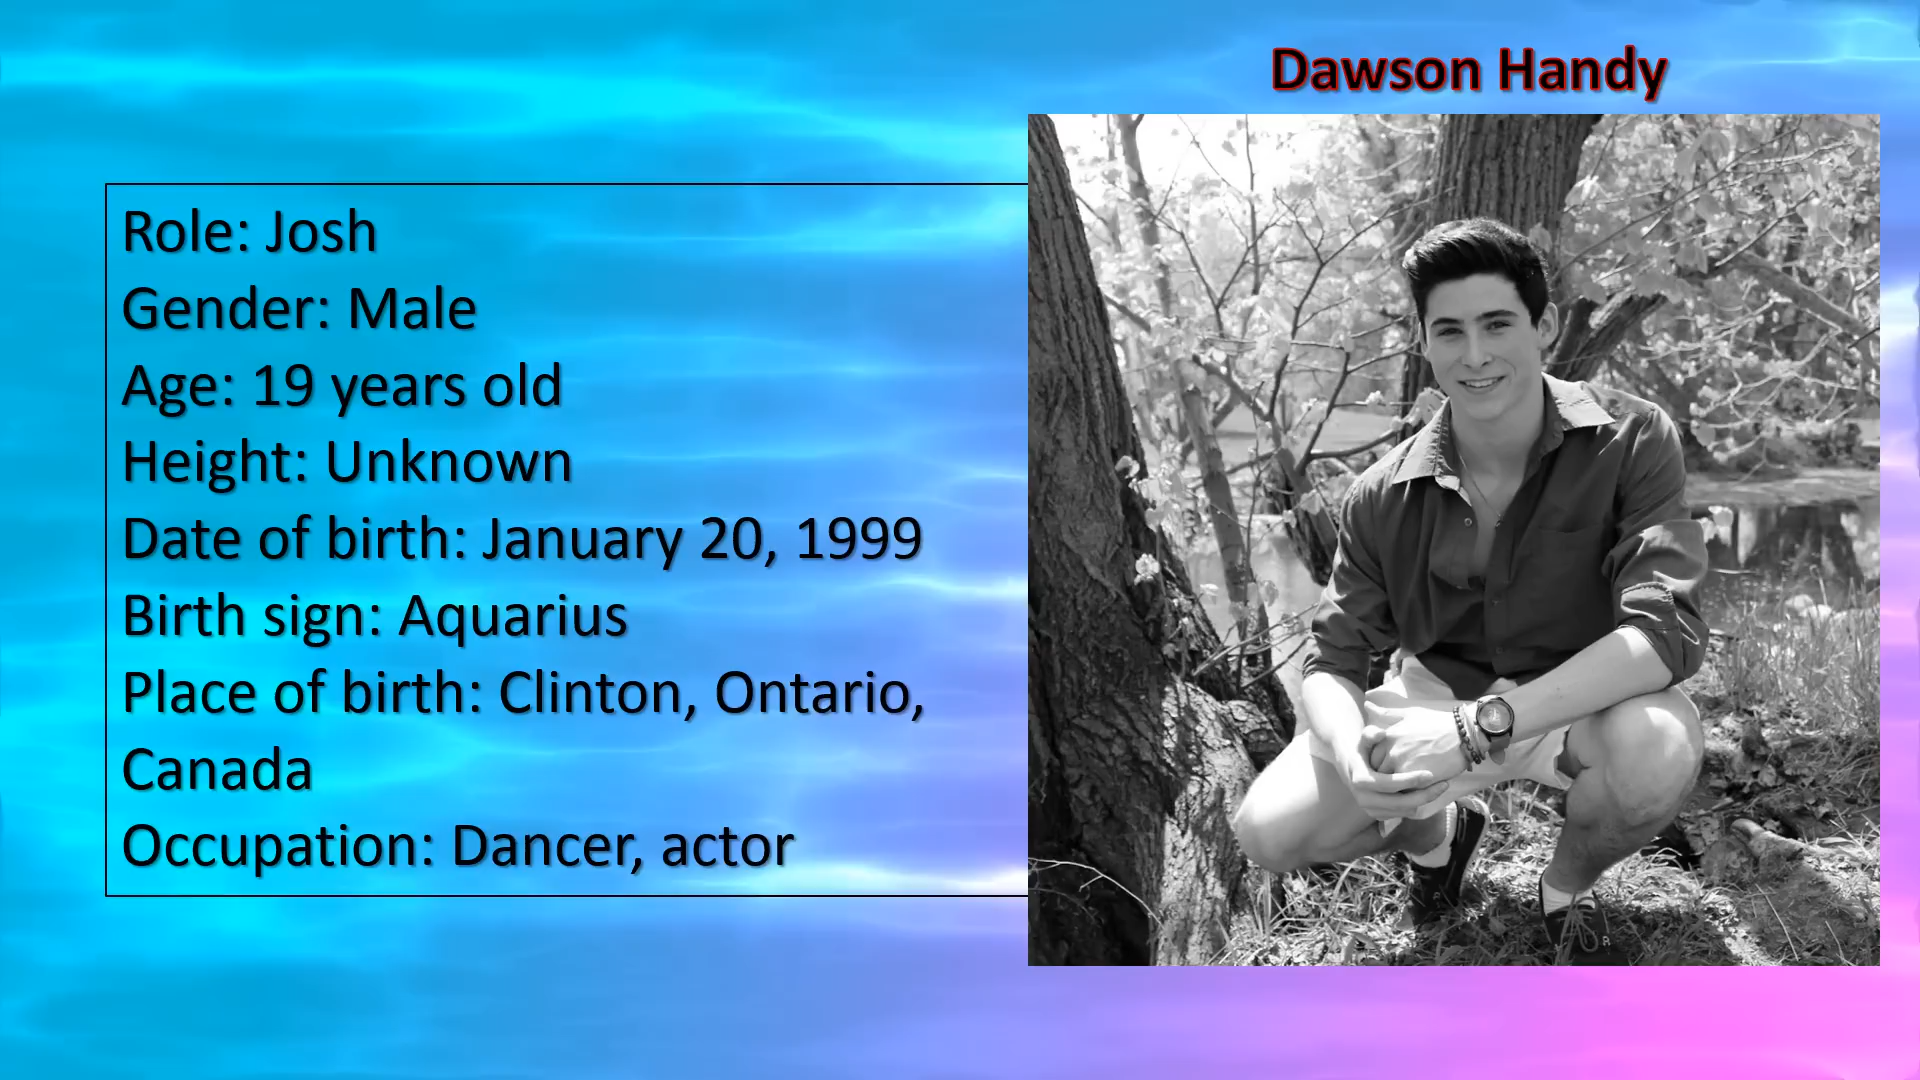 Dawson Handy
Role: Josh
Gender: Male
Age: 19 years old
Height: Unknown
Date of birth: January 20, 1999
Birth sign: Aquarius
Place of birth: Clinton, Ontario,
Canada
Occupation: Dancer, actor